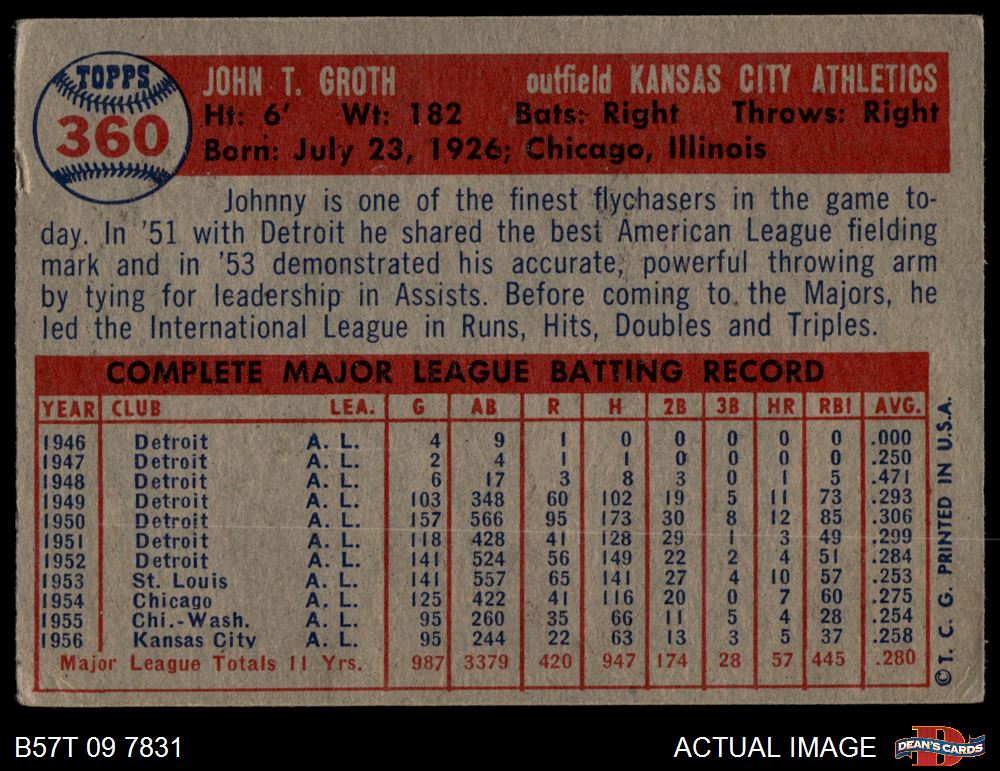 TOPPS
360
JOHN T. GROTH outfield KANSAS CITY ATHLETICS
Ht: 6' Wt: 182 Bats: Right Throws: Right
Born: July 23, 1926; Chicago, Illinois
Johnny is one of the finest flychasers in the game to-
day. In '51 with Detroit he shared the best American League fielding
mark and in '53 demonstrated his accurate, powerful throwing arm
by tying for leadership in Assists. Before coming to the Majors, he
led the International League in Runs, Hits, Doubles and Triples.
COMPLETE MAJOR LEAGUE BATTING RECORD
YEAR CLUB LEA. G AB R H 2B 3B HR RBI AVG.
1946 Detroit A. L. 4 9 1 0 0 0 0 0 .000
1947 Detroit A. L. 2 4 1 1 0 0 0 0 .250
1948 Detroit A. L. 6 17 3 8 3 0 1 5 .471
1949 Detroit A. L. 103 348 60 102 19 5 11 73 .293
1950 Detroit A. L. 157 566 95 173 30 8 12 85 .306
1951 Detroit A. L. 118 428 41 128 29 1 3 49 .299
1952 Detroit A. L. 141 524 56 149 22 2 4 51 .284
1953 St. Louis A. L. 141 557 65 141 27 4 10 57 .253
1954 Chicago A. L. 125 422 41 116 20 0 7 60 .275
1955 Chi.-Wash. A. L. 95 260 35 66 11 5 4 28 .254
1956 Kansas City A. L. 95 244 22 63 13 3 5 37 .258
Major League Totals 11 Yrs. 987 3379 420 947 174 28 57 445 .280
©T. C. G. PRINTED IN U.S.A.
B57T 09 7831 ACTUAL IMAGE DEAN'S CARDS